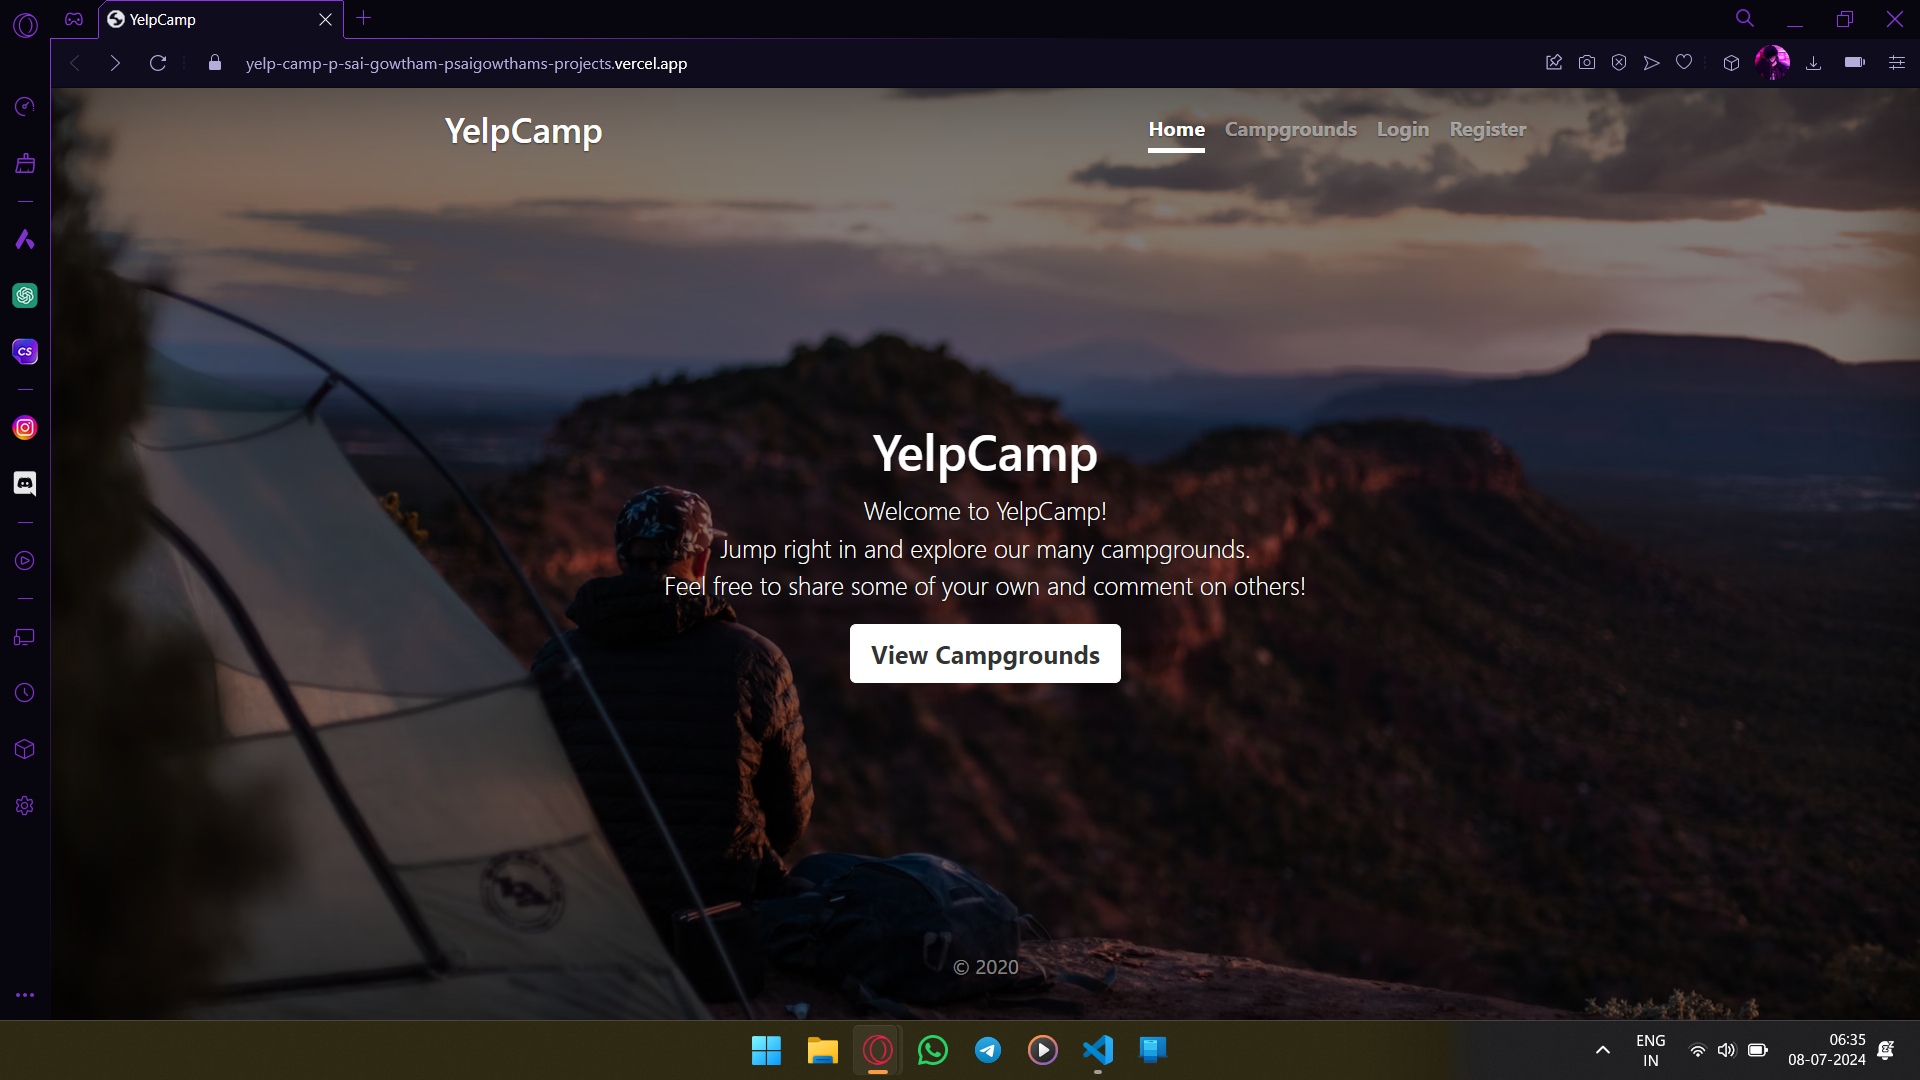 YelpCamp
yelp-camp-p-sai-gowtham-psaigowthams-projects.vercel.app
CS
YelpCamp
Home Campgrounds Login Register
YelpCamp
Welcome to YelpCamp!
Jump right in and explore our many campgrounds.
Feel free to share some of your own and comment on others!
View Campgrounds
© 2020
ENG
IN
06:35
08-07-2024